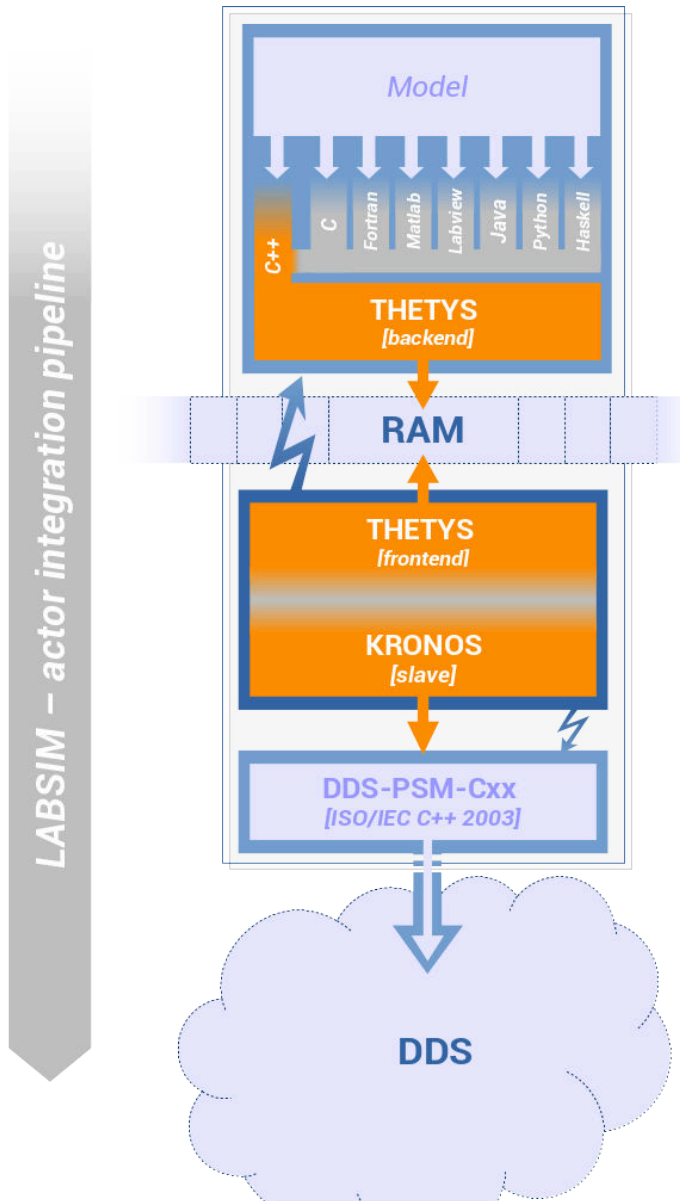 LABSIM – actor integration pipeline
Model
C++
C
Fortran
Matlab
Labview
Java
Python
Haskell
THETYS
[backend]
RAM
THETYS
[frontend]
KRONOS
[slave]
DDS-PSM-Cxx
[ISO/IEC C++ 2003]
DDS